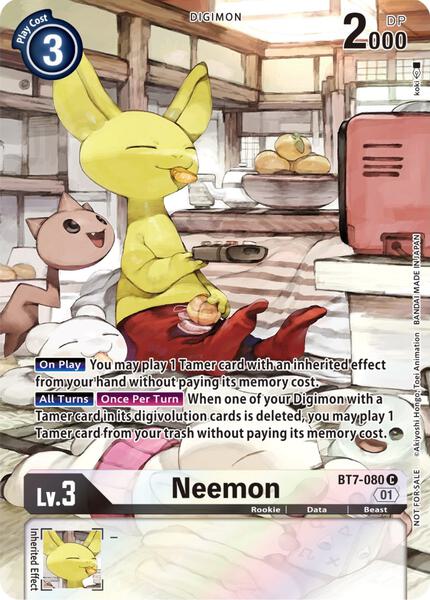 DIGIMON
Play Cost
3
DP
2000
koki
[On Play] You may play 1 Tamer card with an inherited effect
from your hand without paying its memory cost.
[All Turns] [Once Per Turn] When one of your Digimon with a
Tamer card in its digivolution cards is deleted, you may play 1
Tamer card from your trash without paying its memory cost.
©Akiyoshi Hongo, Toei Animation BANDAI MADE IN JAPAN
NOT FOR SALE
Lv.3
Neemon
BT7-080 C
01
Rookie | Data | Beast
Inherited Effect
-